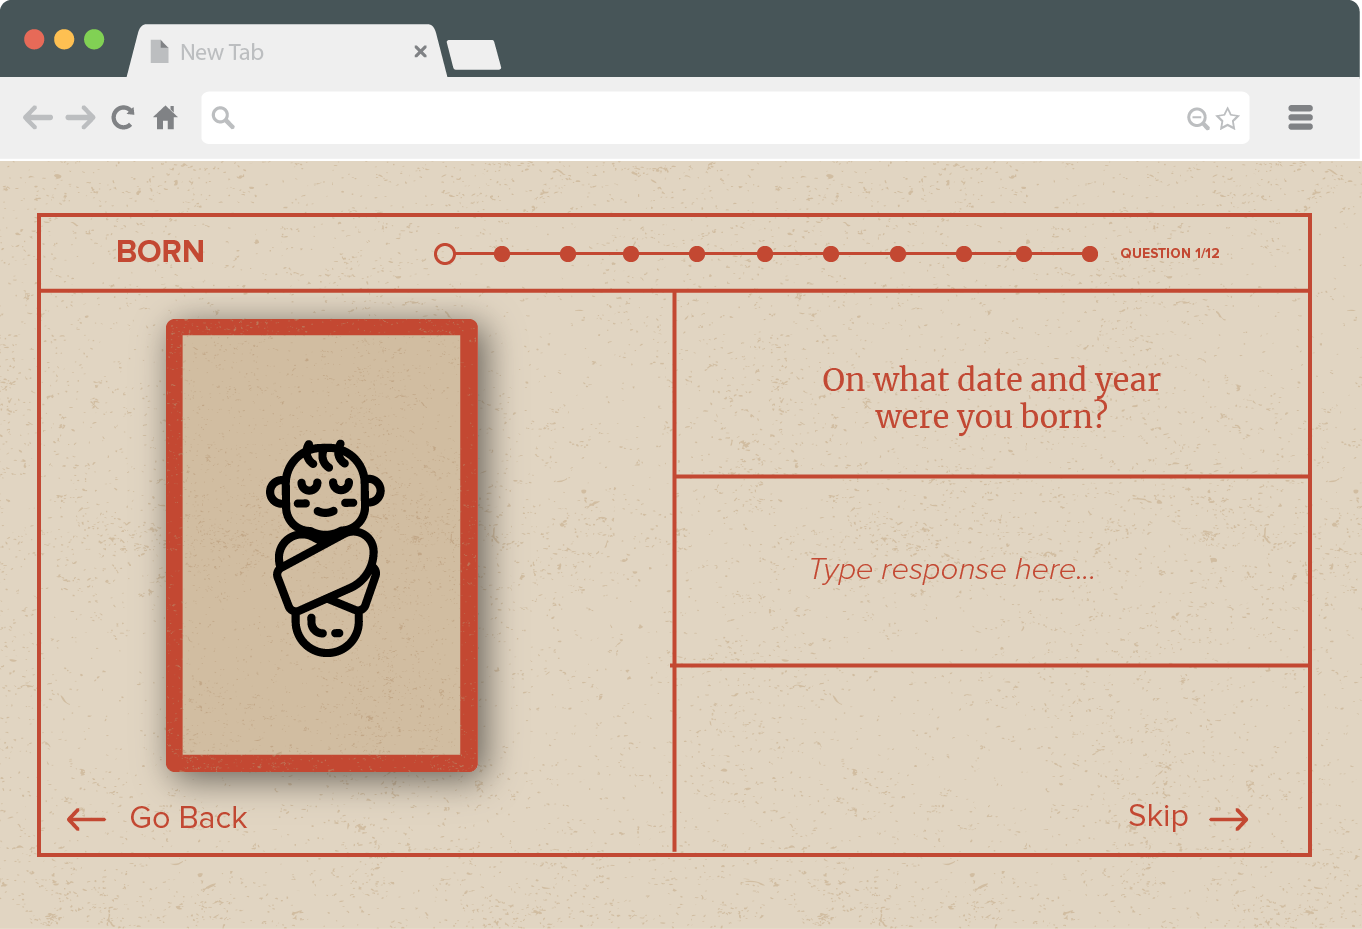 New Tab
BORN
QUESTION 1/12
On what date and year
were you born?
Type response here...
Go Back
Skip